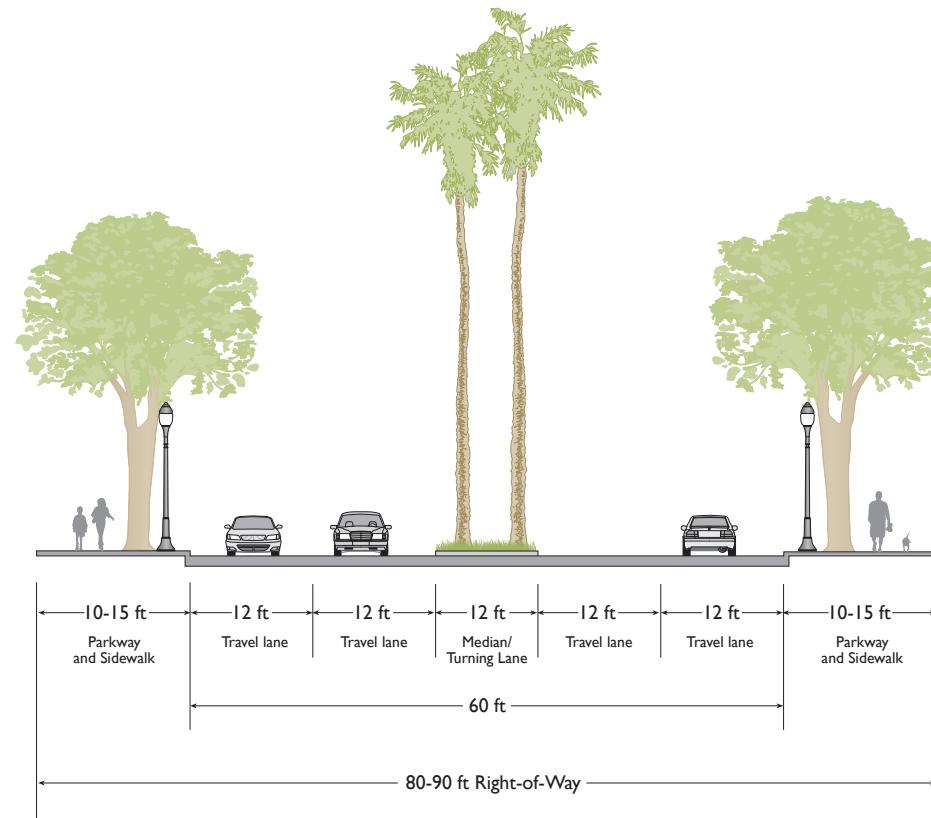 10-15 ft
Parkway
and Sidewalk
12 ft
Travel lane
12 ft
Travel lane
12 ft
Median/
Turning Lane
12 ft
Travel lane
12 ft
Travel lane
10-15 ft
Parkway
and Sidewalk
60 ft
80-90 ft Right-of-Way